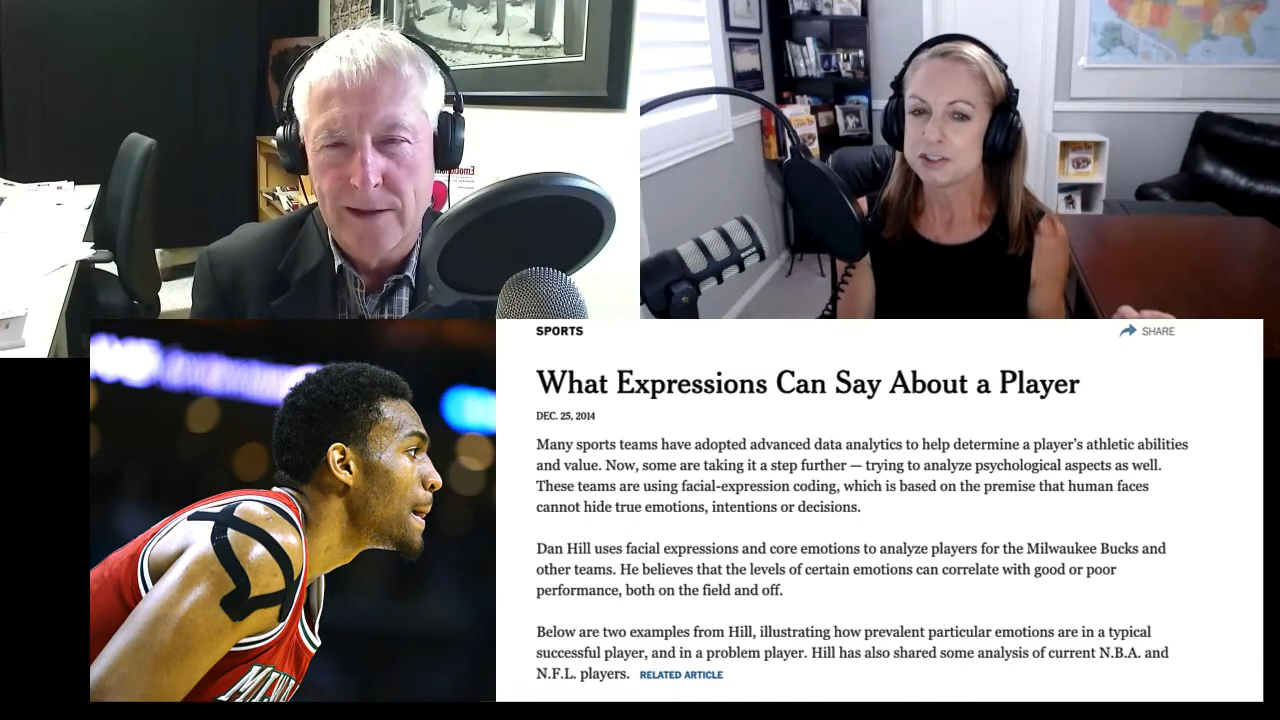 SPORTS
SHARE
What Expressions Can Say About a Player
DEC. 25, 2014
Many sports teams have adopted advanced data analytics to help determine a player’s athletic abilities
and value. Now, some are taking it a step further — trying to analyze psychological aspects as well.
These teams are using facial-expression coding, which is based on the premise that human faces
cannot hide true emotions, intentions or decisions.
Dan Hill uses facial expressions and core emotions to analyze players for the Milwaukee Bucks and
other teams. He believes that the levels of certain emotions can correlate with good or poor
performance, both on the field and off.
Below are two examples from Hill, illustrating how prevalent particular emotions are in a typical
successful player, and in a problem player. Hill has also shared some analysis of current N.B.A. and
N.F.L. players. RELATED ARTICLE